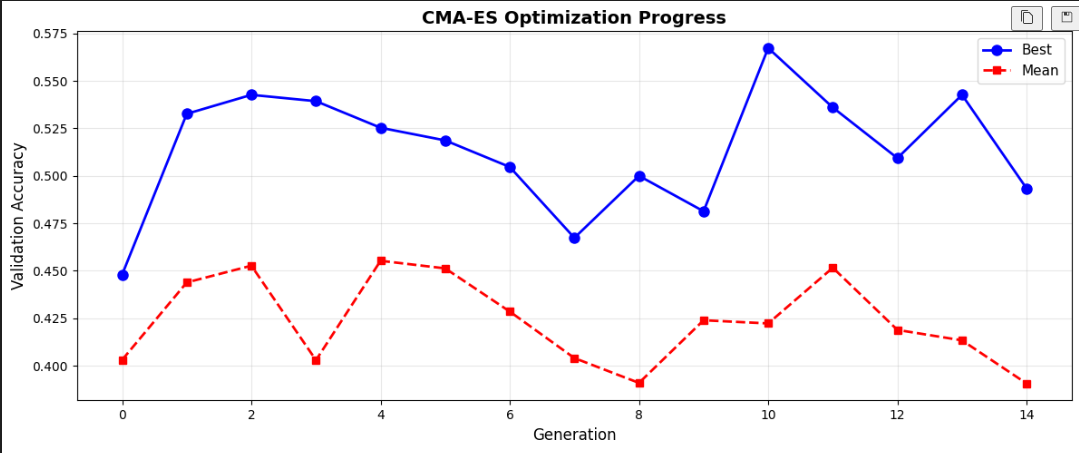 CMA-ES Optimization Progress
Best
Mean
Validation Accuracy
0.575
0.550
0.525
0.500
0.475
0.450
0.425
0.400
0 2 4 6 8 10 12 14
Generation